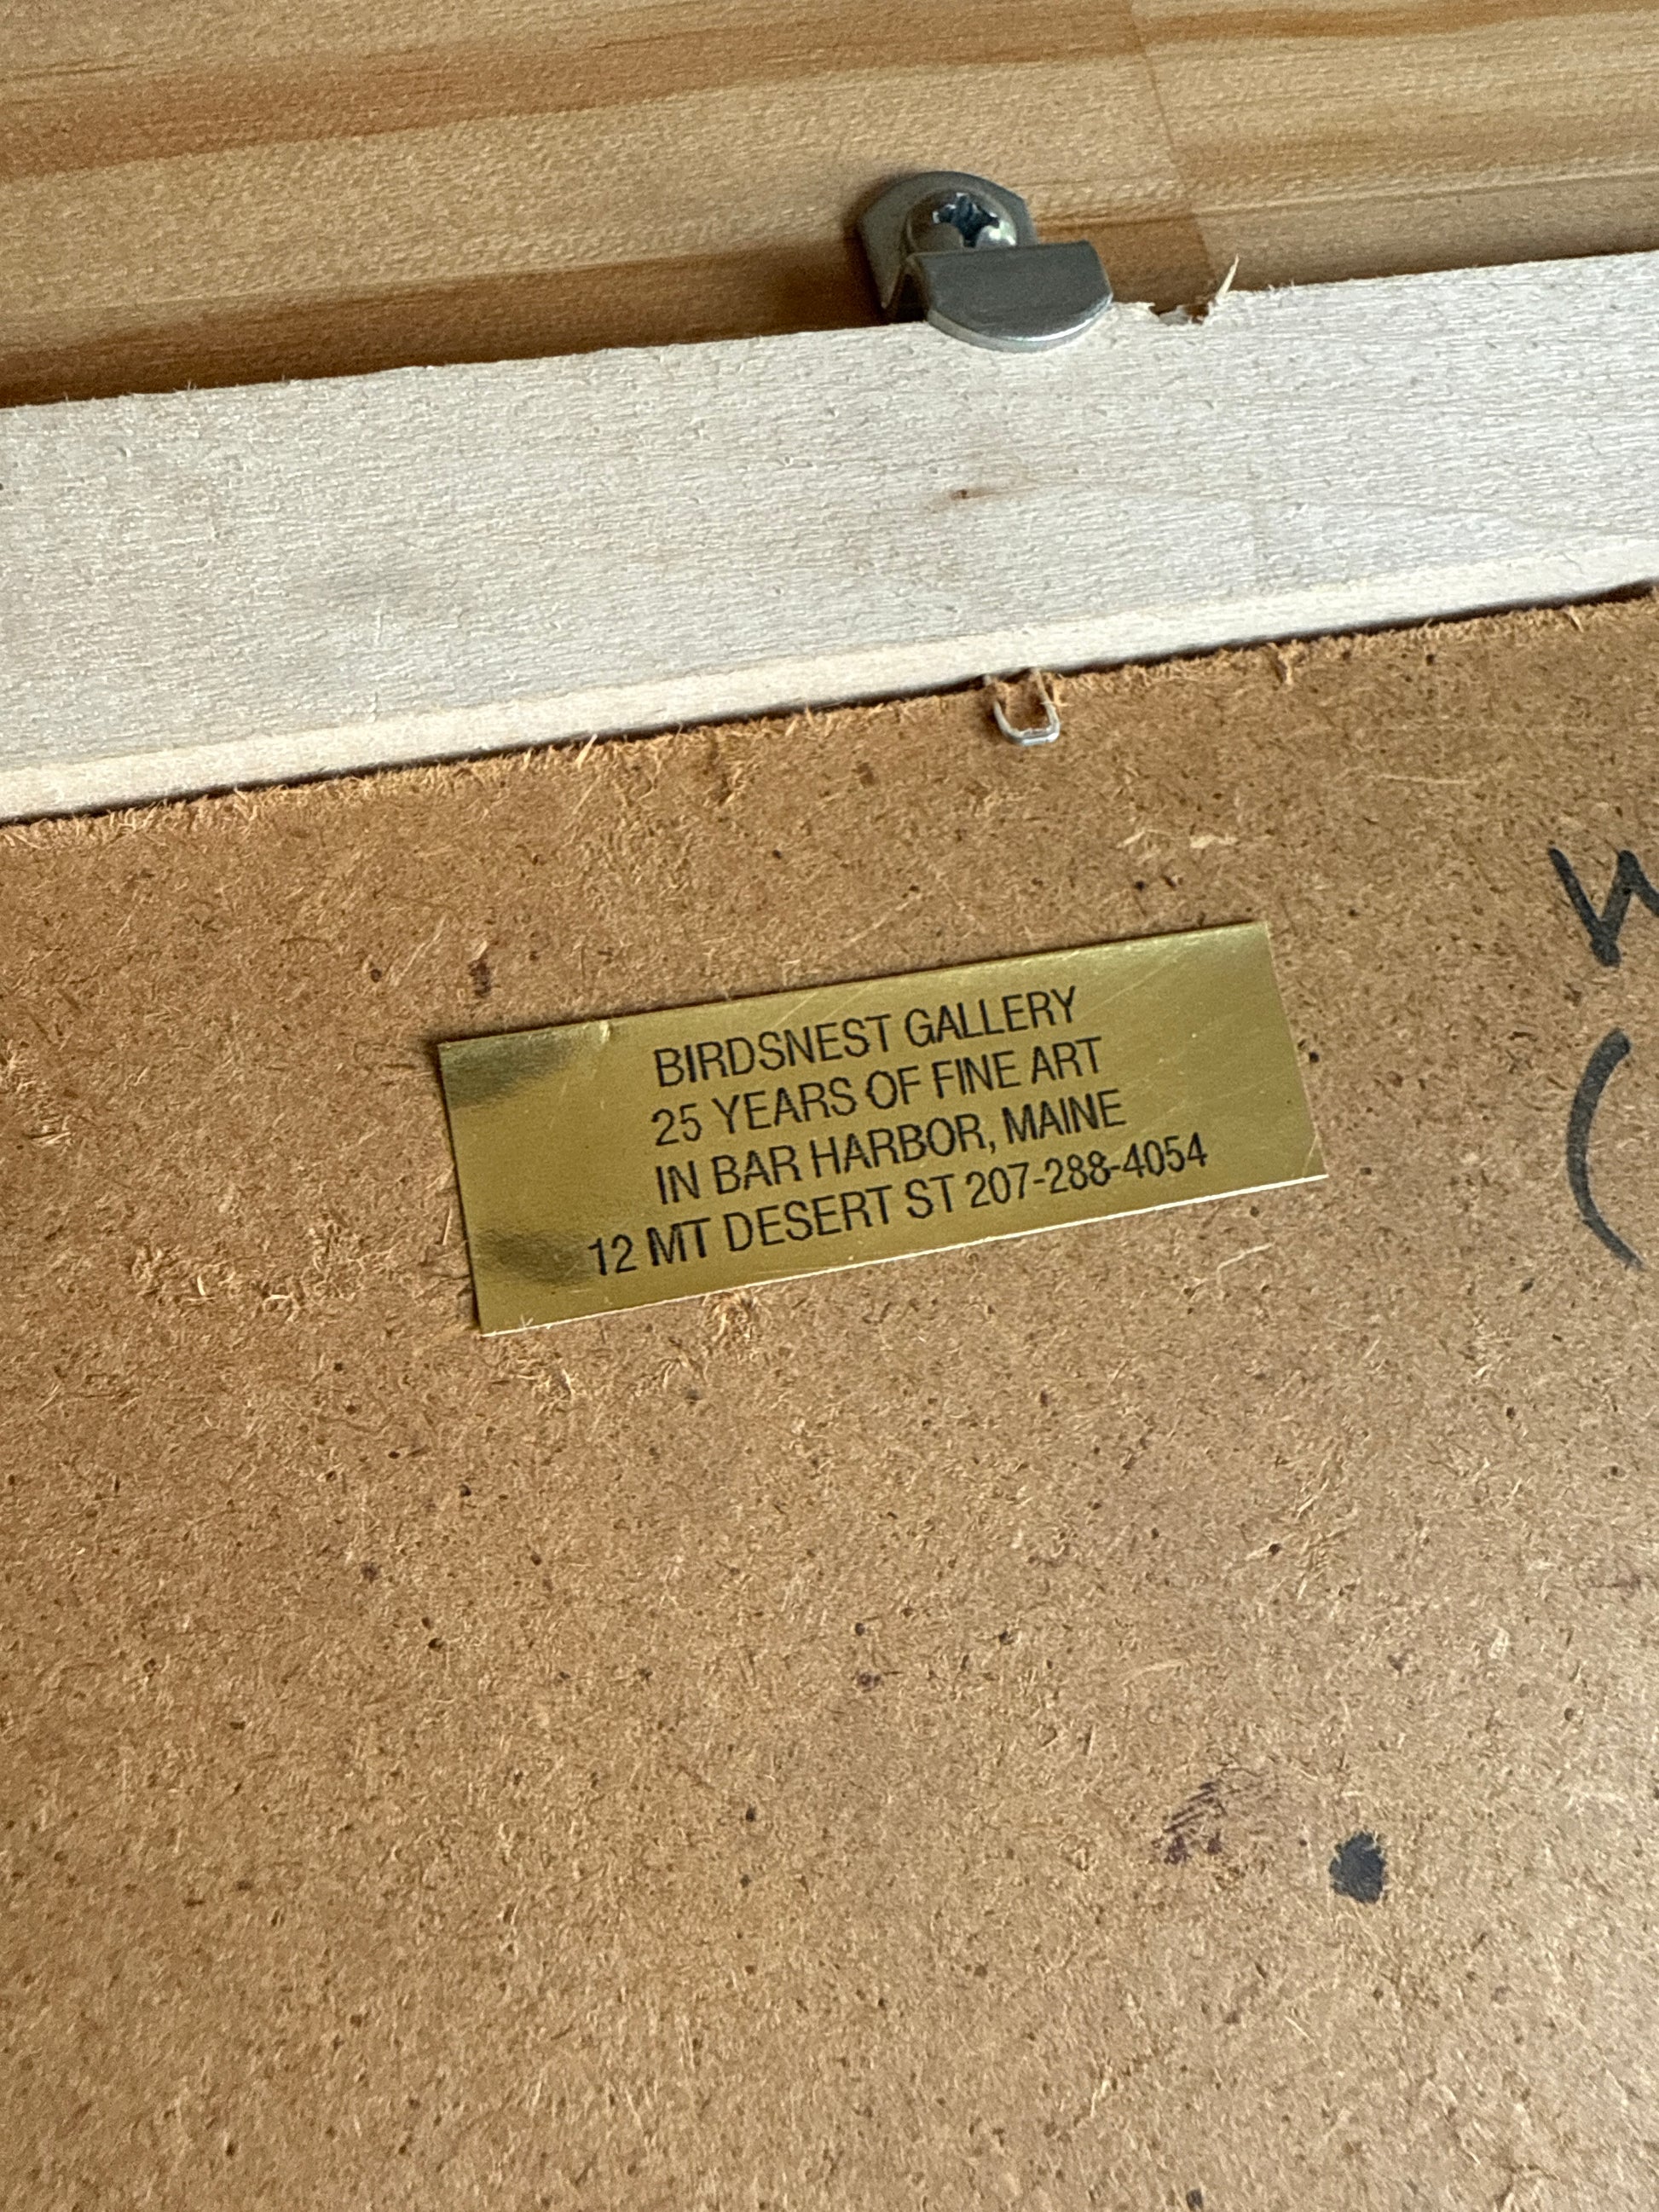 BIRDSNEST GALLERY
25 YEARS OF FINE ART
IN BAR HARBOR, MAINE
12 MT DESERT ST 207-288-4054